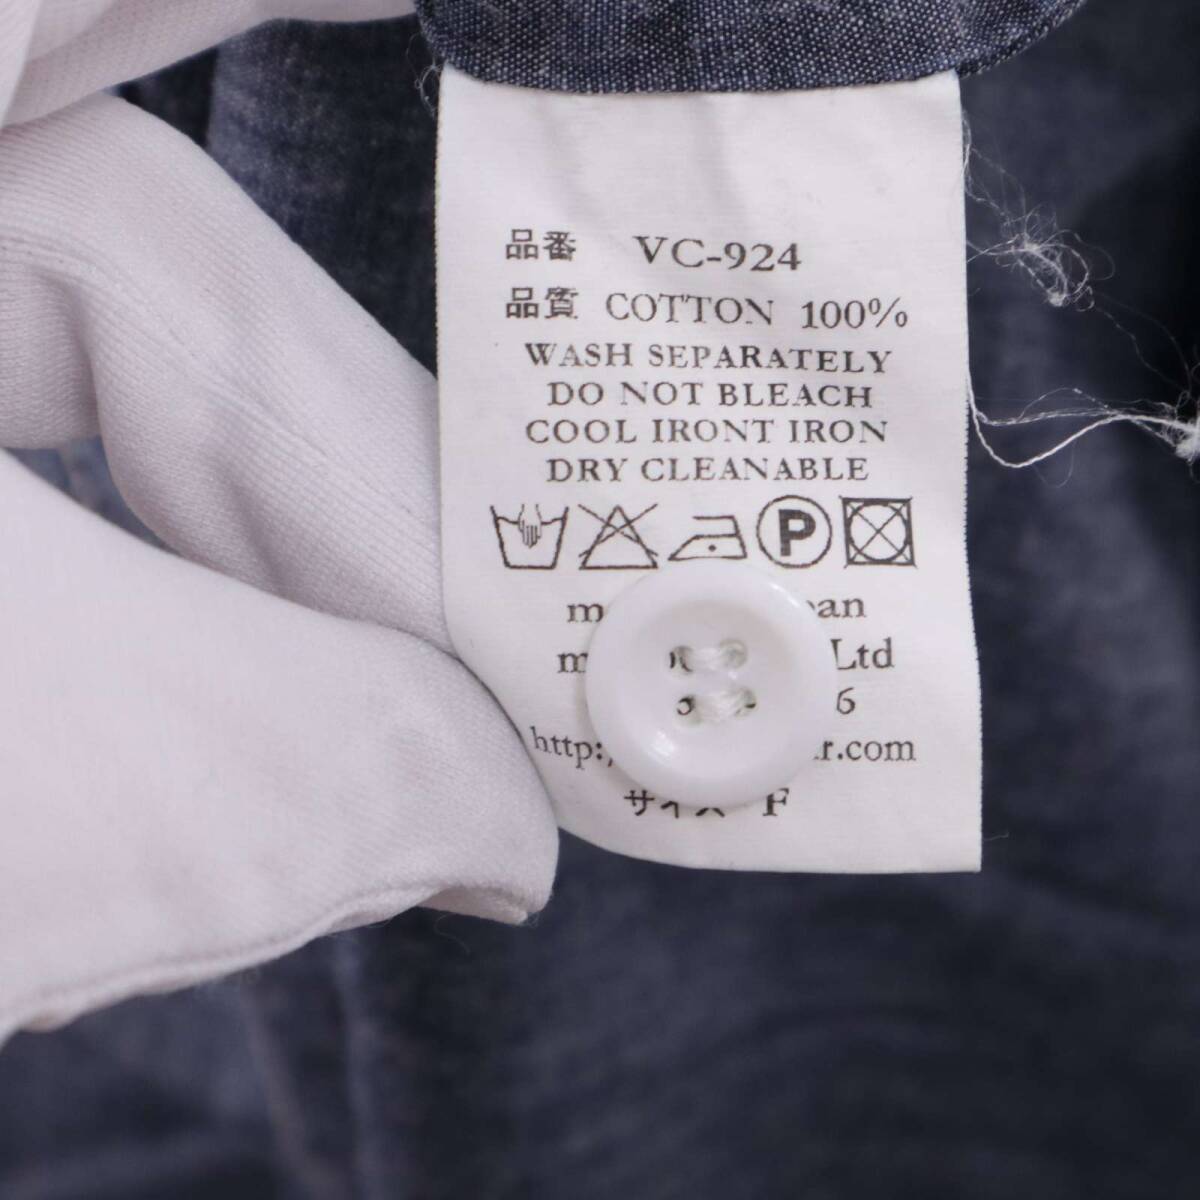 品番 VC-924
品質 COTTON 100%
WASH SEPARATELY
DO NOT BLEACH
COOL IRONT IRON
DRY CLEANABLE
P
Ltd
6
http:/ r.com
サイズ F